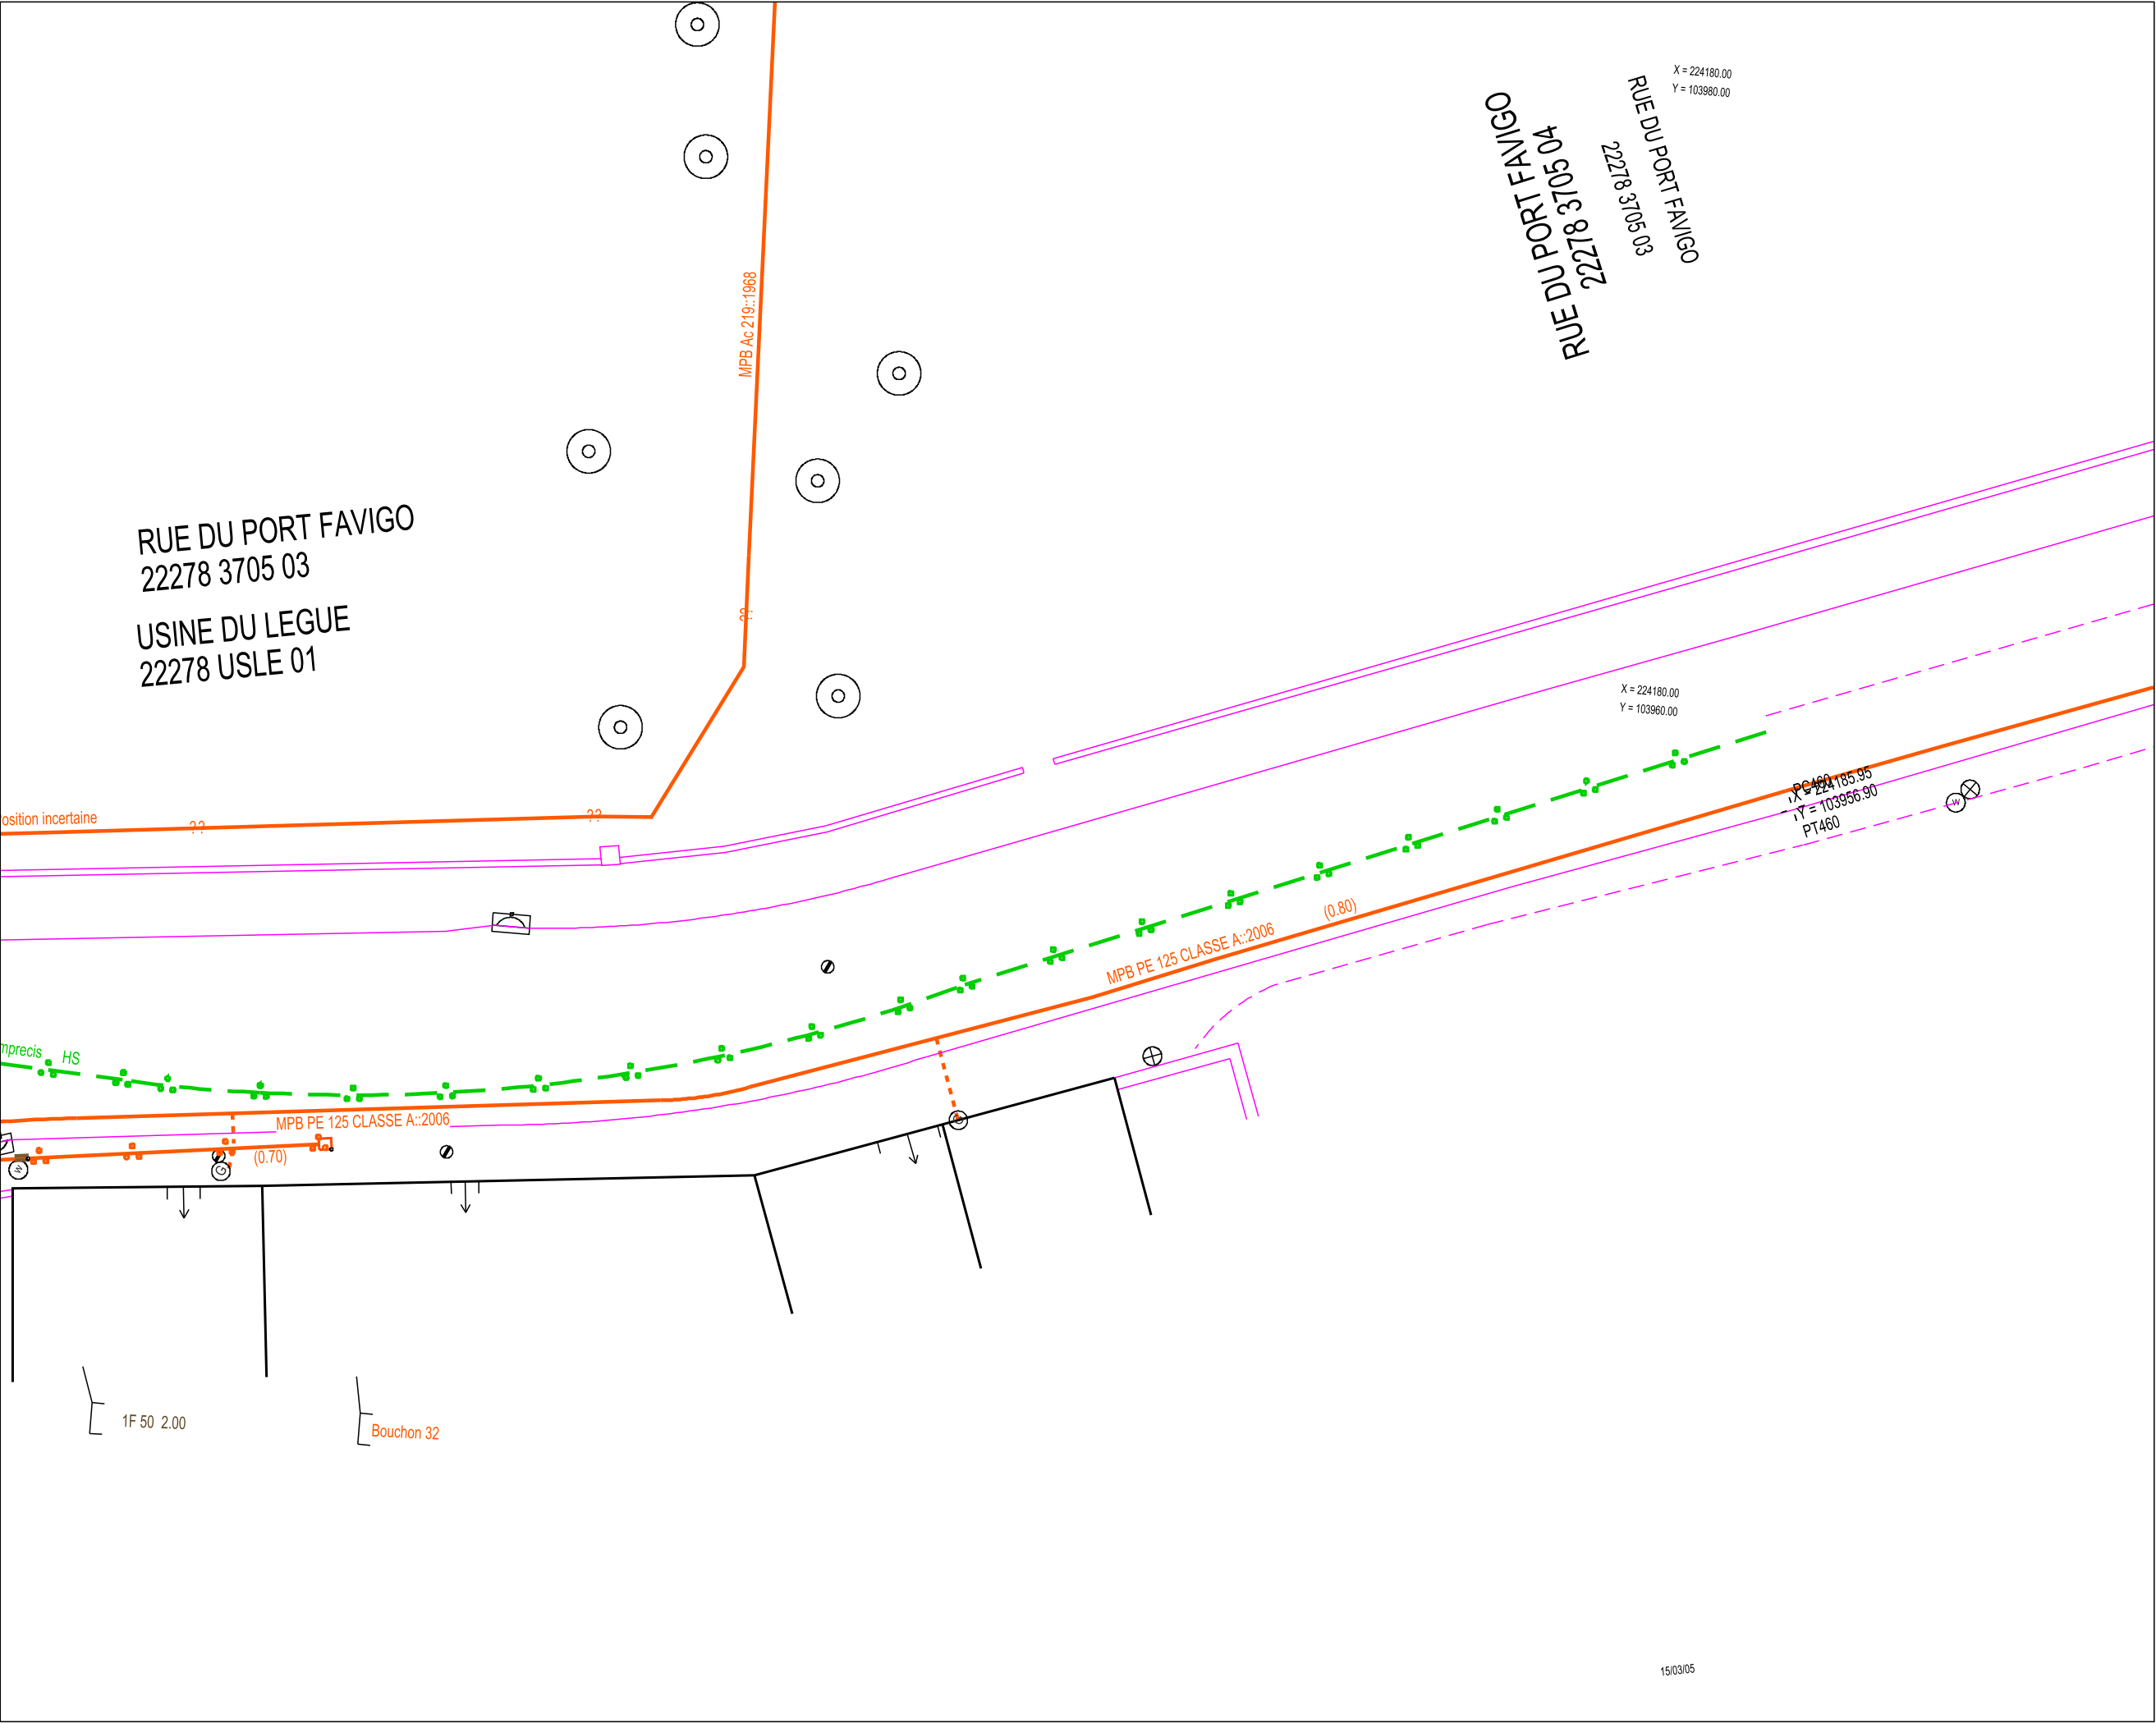 X = 224180.00
Y = 103980.00
RUE DU PORT FAVIGO
22278 3705 03
RUE DU PORT FAVIGO
22278 3705 04
MPB Ac 219::1968
RUE DU PORT FAVIGO
22278 3705 03
USINE DU LEGUE
22278 USLE 01
??
X = 224180.00
Y = 103960.00
osition incertaine
??
??
PC460
X = 224185.95
Y = 103956.90
PT460
W
(0.80)
MPB PE 125 CLASSE A::2006
mprecis HS
MPB PE 125 CLASSE A::2006
(0.70)
W
G
G
1F 50 2.00
Bouchon 32
15/03/05